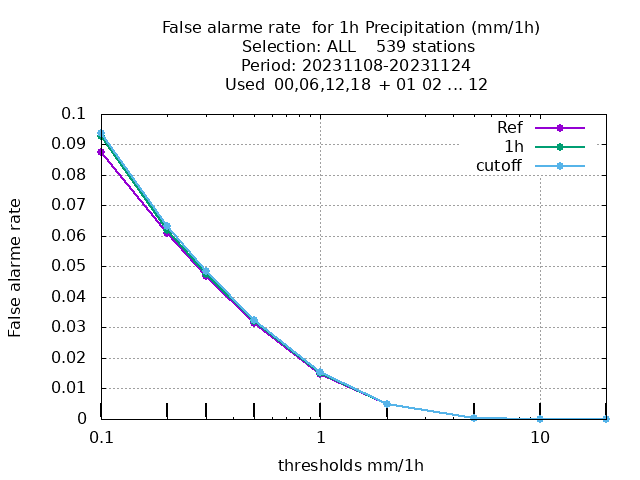 False alarme rate  for 1h Precipitation (mm/1h)
Selection: ALL    539 stations
Period: 20231108-20231124
Used  00,06,12,18  + 01 02 ... 12
Ref
1h
cutoff
0.1
0.09
0.08
0.07
0.06
0.05
0.04
0.03
0.02
0.01
0
False alarme rate
0.1
1
10
thresholds mm/1h